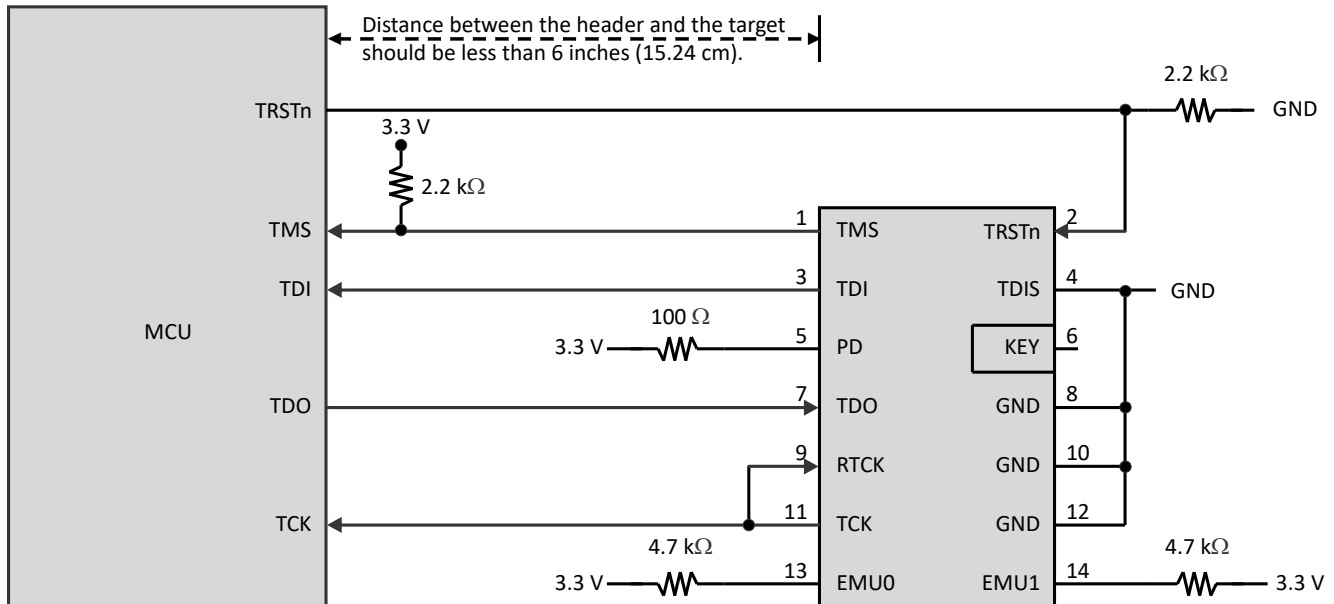 Distance between the header and the target
should be less than 6 inches (15.24 cm).
2.2 kΩ
TRSTn
GND
3.3 V
2.2 kΩ
TMS
1
TMS
TRSTn
2
TDI
3
TDI
TDIS
4
GND
100 Ω
MCU
3.3 V
5
PD
KEY
6
TDO
7
TDO
GND
8
9
RTCK
GND
10
TCK
11
TCK
GND
12
4.7 kΩ
4.7 kΩ
3.3 V
13
EMU0
EMU1
14
3.3 V